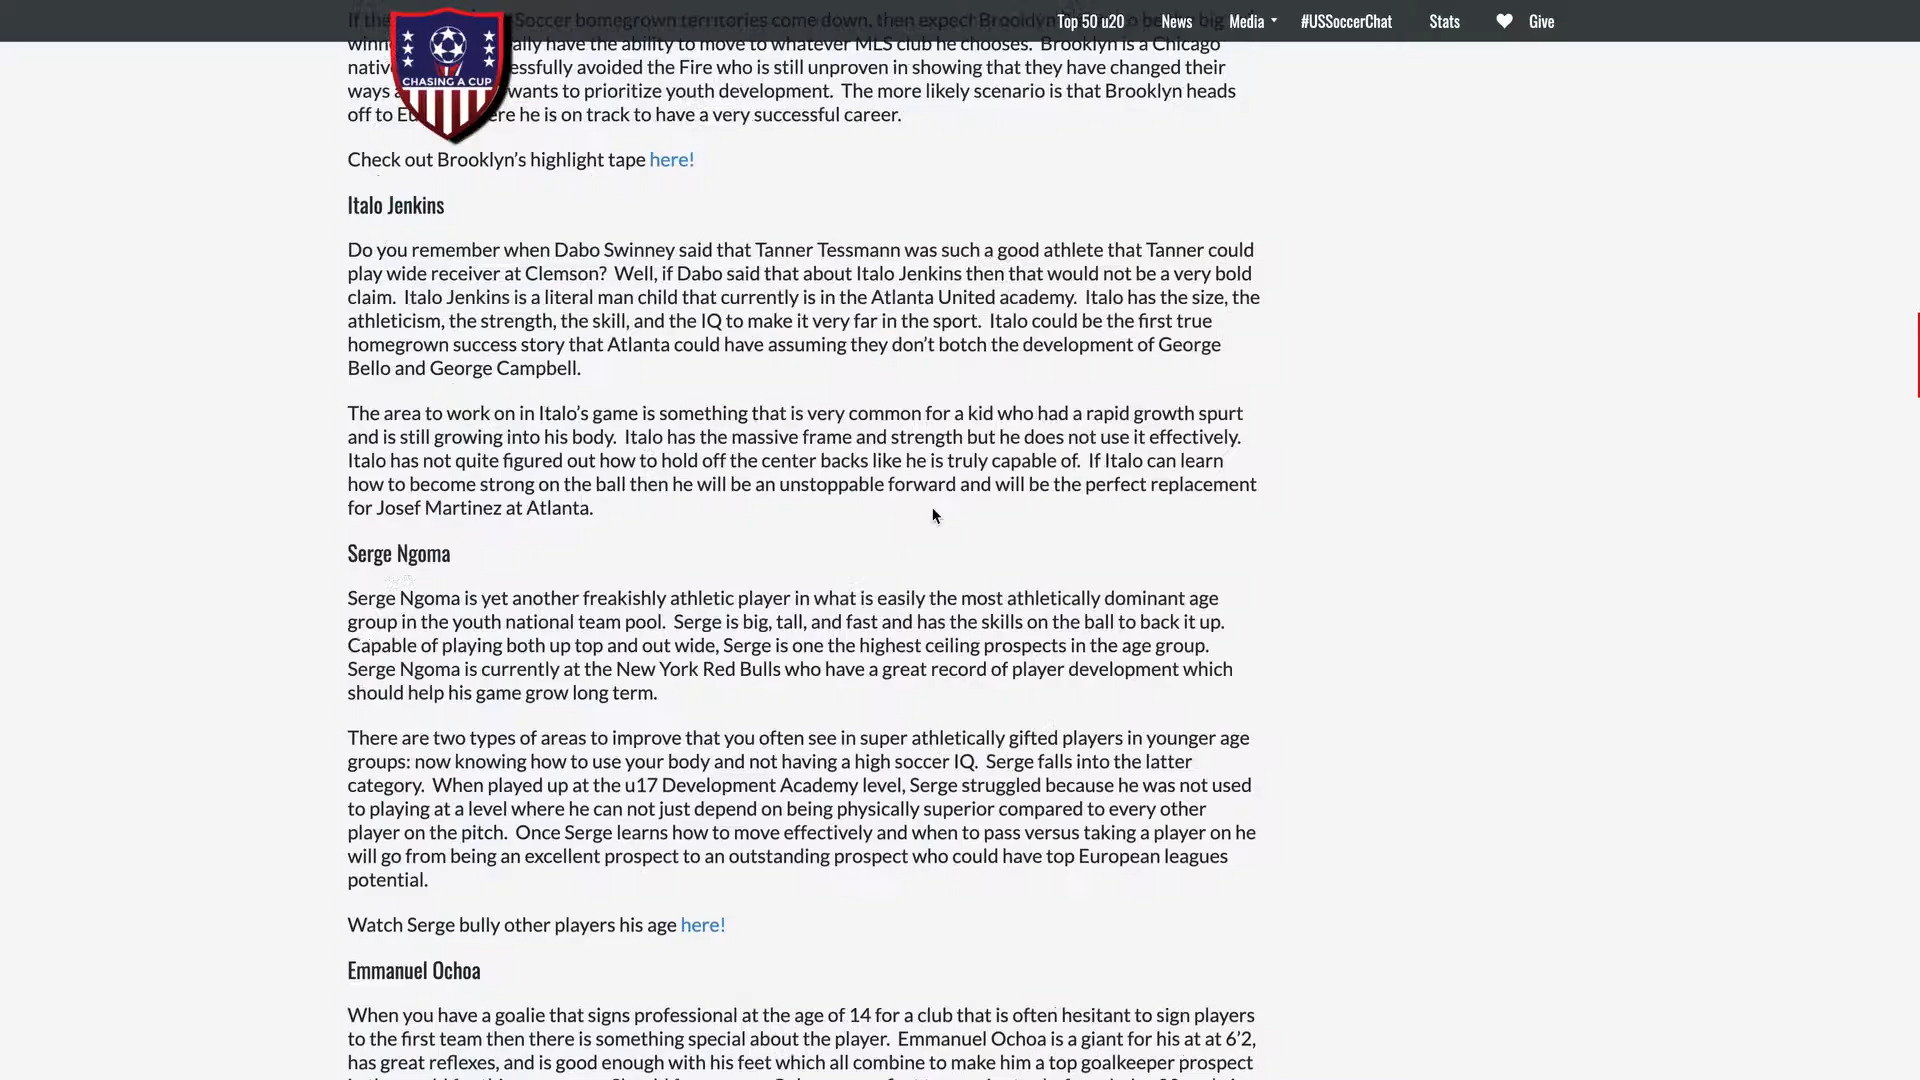 If the Soccer homegrown territories come down, then expect Brooklyn to be big
Top 50 u20 News Media #USSoccerChat Stats Give
winn ally have the ability to move to whatever MLS club he chooses. Brooklyn is a Chicago
nativ essfully avoided the Fire who is still unproven in showing that they have changed their
ways a wants to prioritize youth development. The more likely scenario is that Brooklyn heads
off to Eu ere he is on track to have a very successful career.
CHASING A CUP
Check out Brooklyn’s highlight tape here!
Italo Jenkins
Do you remember when Dabo Swinney said that Tanner Tessmann was such a good athlete that Tanner could
play wide receiver at Clemson? Well, if Dabo said that about Italo Jenkins then that would not be a very bold
claim. Italo Jenkins is a literal man child that currently is in the Atlanta United academy. Italo has the size, the
athleticism, the strength, the skill, and the IQ to make it very far in the sport. Italo could be the first true
homegrown success story that Atlanta could have assuming they don’t botch the development of George
Bello and George Campbell.
The area to work on in Italo’s game is something that is very common for a kid who had a rapid growth spurt
and is still growing into his body. Italo has the massive frame and strength but he does not use it effectively.
Italo has not quite figured out how to hold off the center backs like he is truly capable of. If Italo can learn
how to become strong on the ball then he will be an unstoppable forward and will be the perfect replacement
for Josef Martinez at Atlanta.
Serge Ngoma
Serge Ngoma is yet another freakishly athletic player in what is easily the most athletically dominant age
group in the youth national team pool. Serge is big, tall, and fast and has the skills on the ball to back it up.
Capable of playing both up top and out wide, Serge is one the highest ceiling prospects in the age group.
Serge Ngoma is currently at the New York Red Bulls who have a great record of player development which
should help his game grow long term.
There are two types of areas to improve that you often see in super athletically gifted players in younger age
groups: now knowing how to use your body and not having a high soccer IQ. Serge falls into the latter
category. When played up at the u17 Development Academy level, Serge struggled because he was not used
to playing at a level where he can not just depend on being physically superior compared to every other
player on the pitch. Once Serge learns how to move effectively and when to pass versus taking a player on he
will go from being an excellent prospect to an outstanding prospect who could have top European leagues
potential.
Watch Serge bully other players his age here!
Emmanuel Ochoa
When you have a goalie that signs professional at the age of 14 for a club that is often hesitant to sign players
to the first team then there is something special about the player. Emmanuel Ochoa is a giant for his at at 6’2,
has great reflexes, and is good enough with his feet which all combine to make him a top goalkeeper prospect